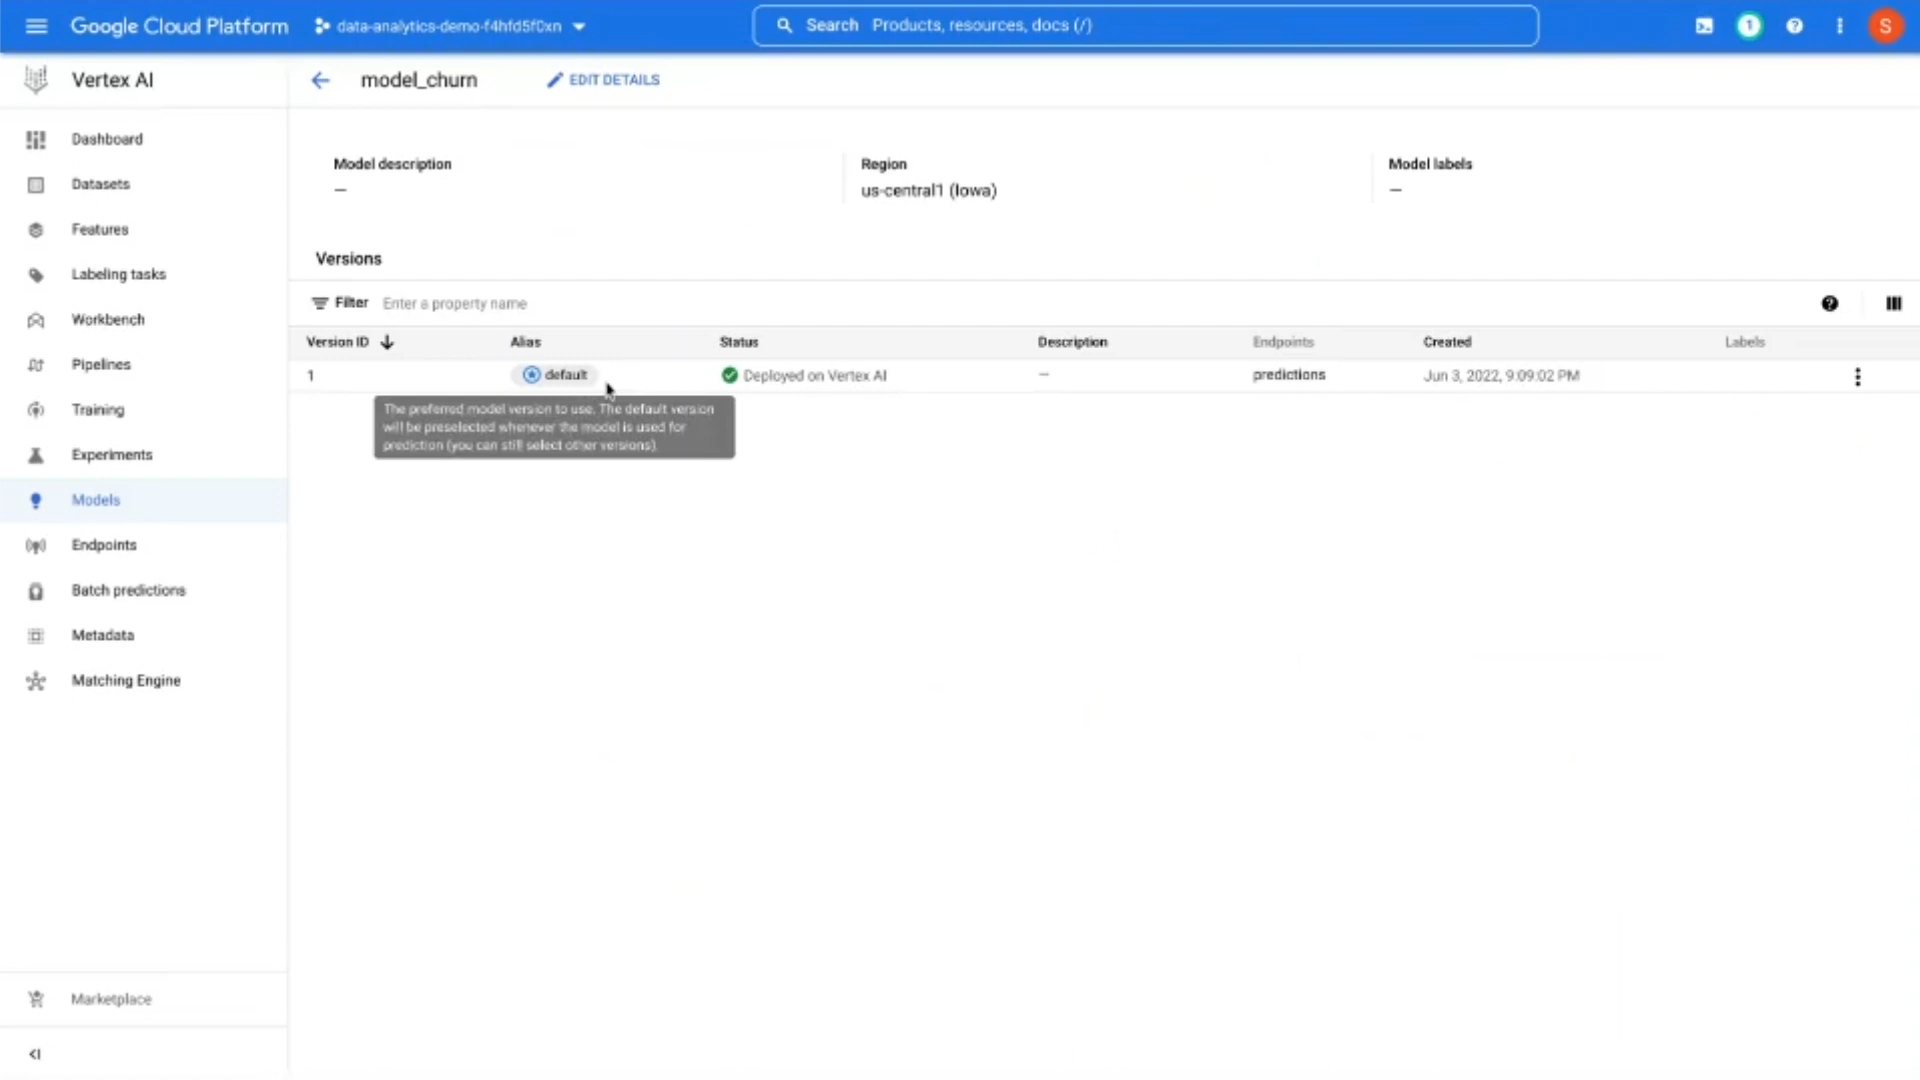 Google Cloud Platform
data-analytics-demo-f4hfd5f0xn
Search Products, resources, docs (/)
1
S
Vertex AI
model_churn
EDIT DETAILS
Dashboard
Datasets
Features
Labeling tasks
Workbench
Pipelines
Training
Experiments
Models
Endpoints
Batch predictions
Metadata
Matching Engine
Marketplace
Model description
—
Region
us-central1 (Iowa)
Model labels
—
Versions
Filter Enter a property name
Version ID Alias Status Description Endpoints Created Labels
1 default Deployed on Vertex AI — predictions Jun 3, 2022, 9:09:02 PM
The preferred model version to use. The default version
will be preselected whenever the model is used for
prediction (you can still select other versions)